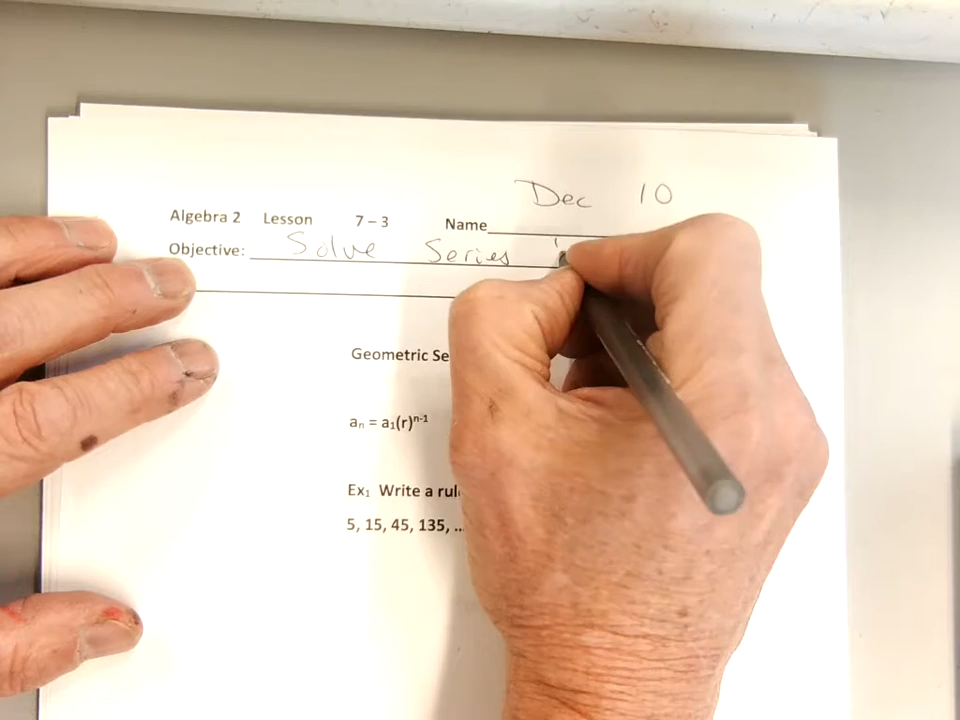 Dec 10
Algebra 2 Lesson 7 – 3 Name
Objective: Solve Series
Geometric Se
aₙ = a₁(r)ⁿ⁻¹
Ex₁ Write a rul
5, 15, 45, 135, ...